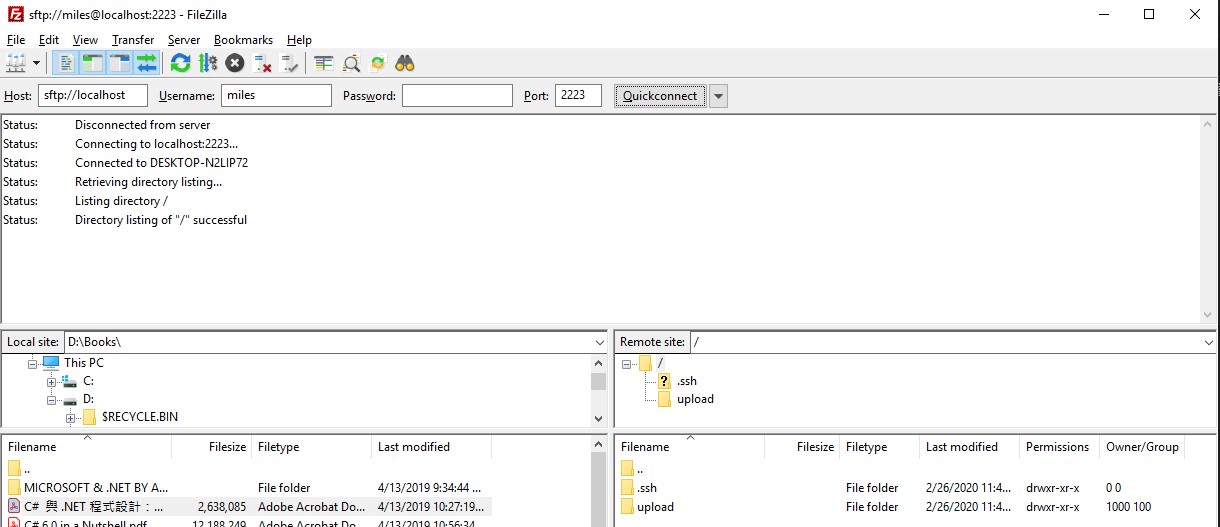 sftp://miles@localhost:2223 - FileZilla
File Edit View Transfer Server Bookmarks Help
Host: sftp://localhost Username: miles Password: Port: 2223 Quickconnect
Status: Disconnected from server
Status: Connecting to localhost:2223...
Status: Connected to DESKTOP-N2LIP72
Status: Retrieving directory listing...
Status: Listing directory /
Status: Directory listing of "/" successful
Local site: D:\Books\
This PC
C:
D:
$RECYCLE.BIN
Remote site: /
/
? .ssh
upload
Filename Filesize Filetype Last modified
..
MICROSOFT & .NET BY A... File folder 4/13/2019 9:34:44 ...
C# 與 .NET 程式設計：... 2,638,085 Adobe Acrobat Do... 4/13/2019 10:27:19...
C# 6.0 in a Nutshell.pdf 12,188,249 Adobe Acrobat Do... 4/13/2019 10:56:34...
Filename Filesize Filetype Last modified Permissions Owner/Group
..
.ssh File folder 2/26/2020 11:4... drwxr-xr-x 0 0
upload File folder 2/26/2020 11:4... drwxr-xr-x 1000 100